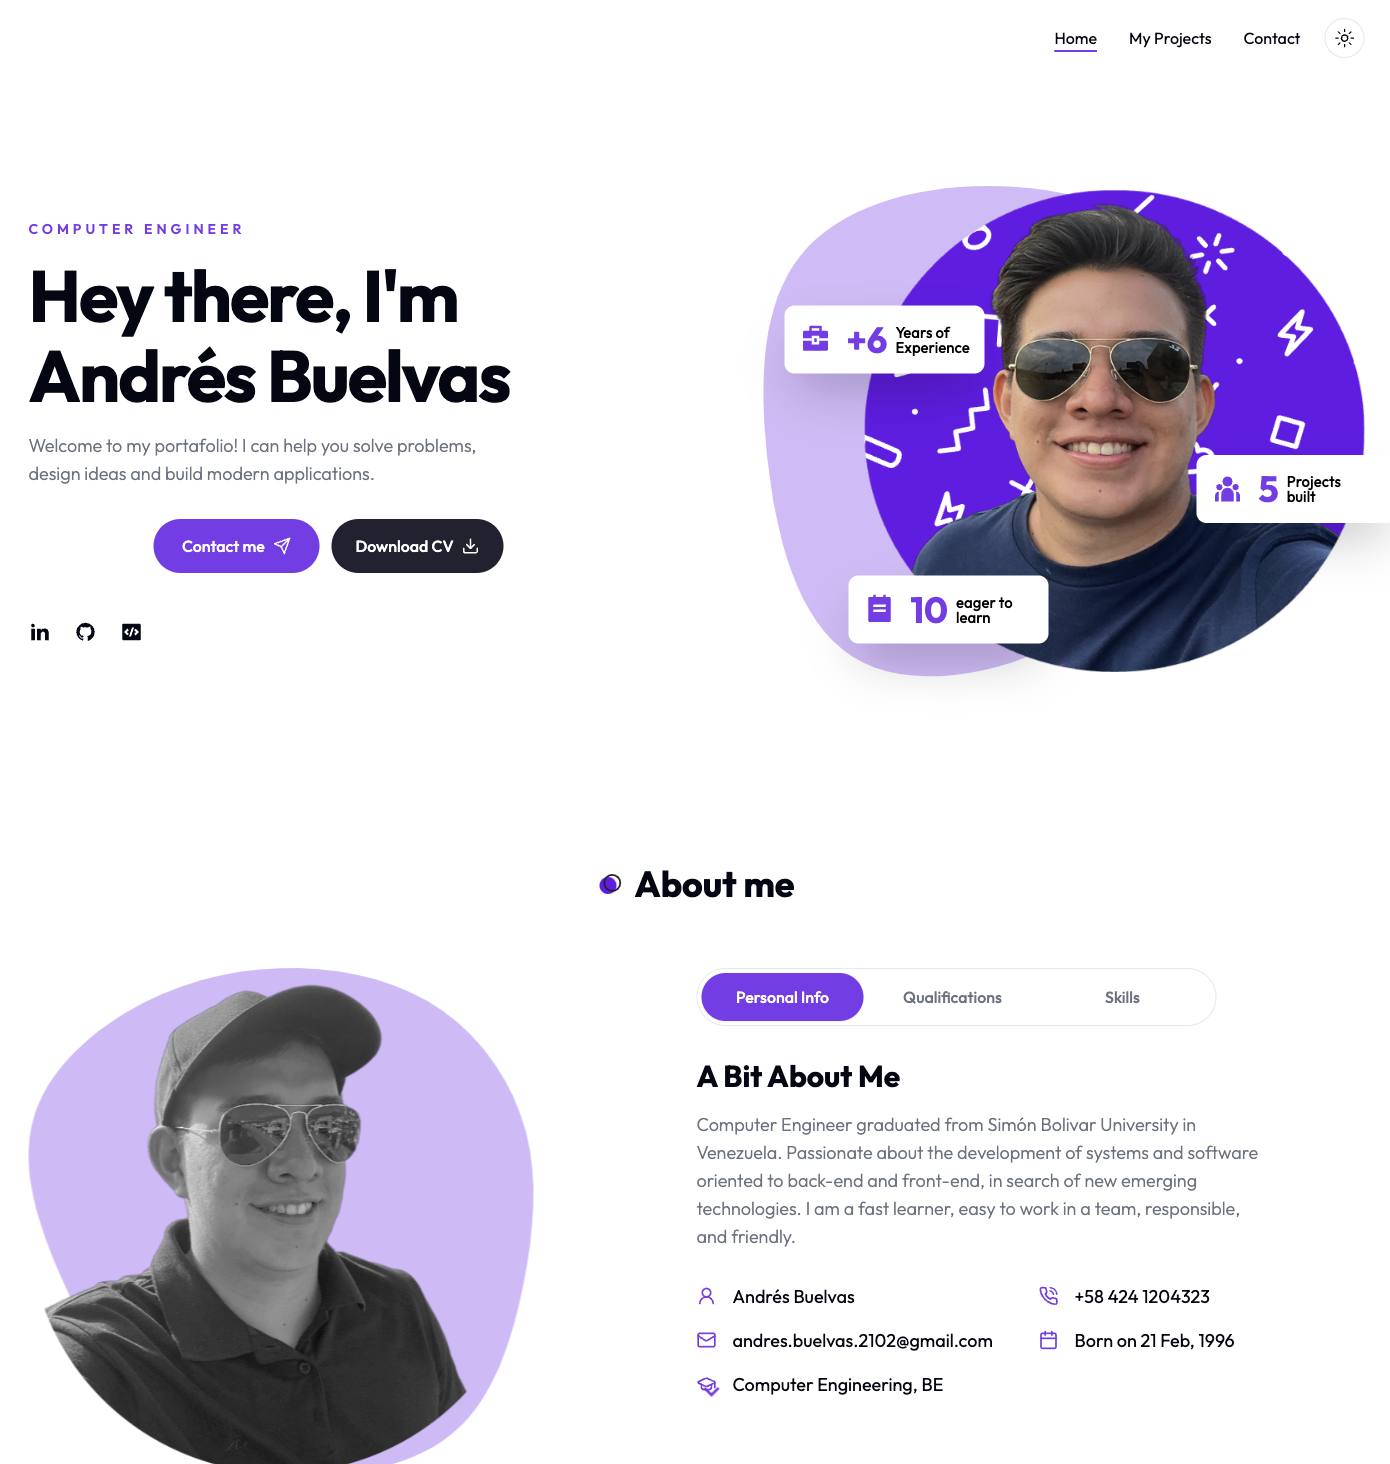 Home
My Projects
Contact
COMPUTER ENGINEER
Hey there, I'm
Andrés Buelvas
Welcome to my portafolio! I can help you solve problems,
design ideas and build modern applications.
Contact me
Download CV
+6
Years of
Experience
5
Projects
built
10
eager to
learn
About me
Personal Info
Qualifications
Skills
A Bit About Me
Computer Engineer graduated from Simón Bolivar University in
Venezuela. Passionate about the development of systems and software
oriented to back-end and front-end, in search of new emerging
technologies. I am a fast learner, easy to work in a team, responsible,
and friendly.
Andrés Buelvas
+58 424 1204323
andres.buelvas.2102@gmail.com
Born on 21 Feb, 1996
Computer Engineering, BE